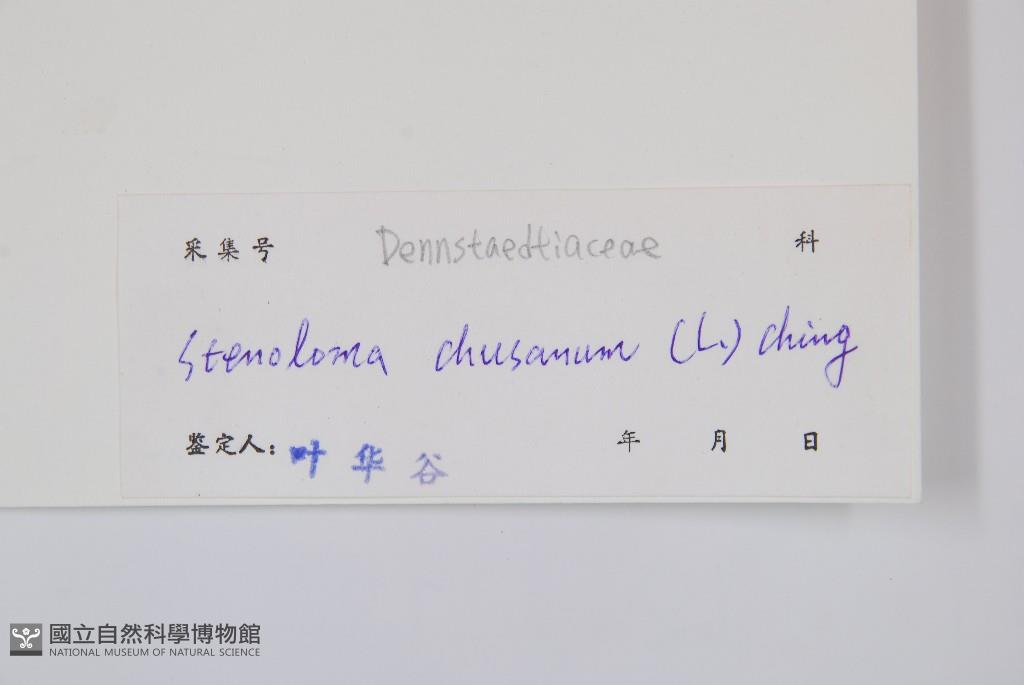 采集号 Dennstaedtiaceae 科
Stenoloma chusanum (L.) Ching
鉴定人: 叶华谷 年 月 日
國立自然科學博物館
NATIONAL MUSEUM OF NATURAL SCIENCE